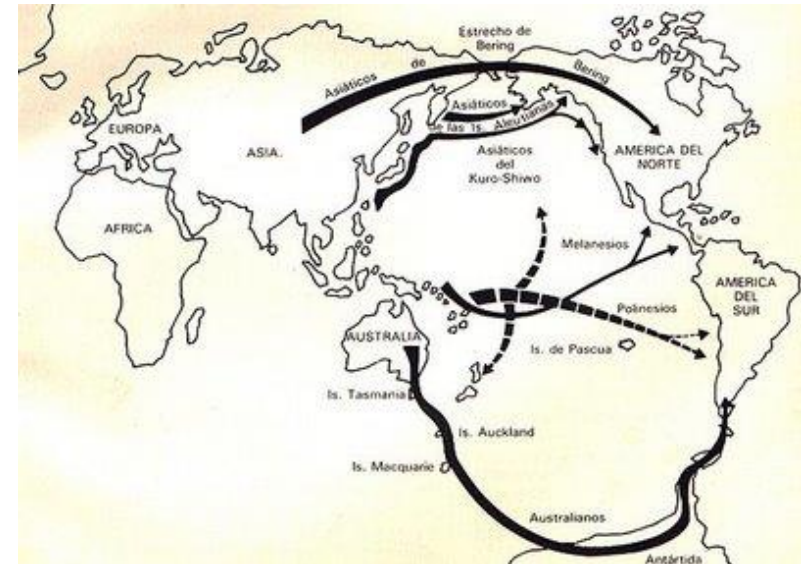 Estrecho de
Bering
Asiáticos de Bering
Asiáticos
de las Is. Aleutianas
EUROPA
ASIA.
Asiáticos
del
Kuro-Shiwo
AMERICA DEL
NORTE
AFRICA
Melanesios
AMERICA
DEL
SUR
Polinesios
AUSTRALIA
Is. de Pascua
Is. Tasmania
Is. Auckland
Is. Macquarie
Australianos
Antártida